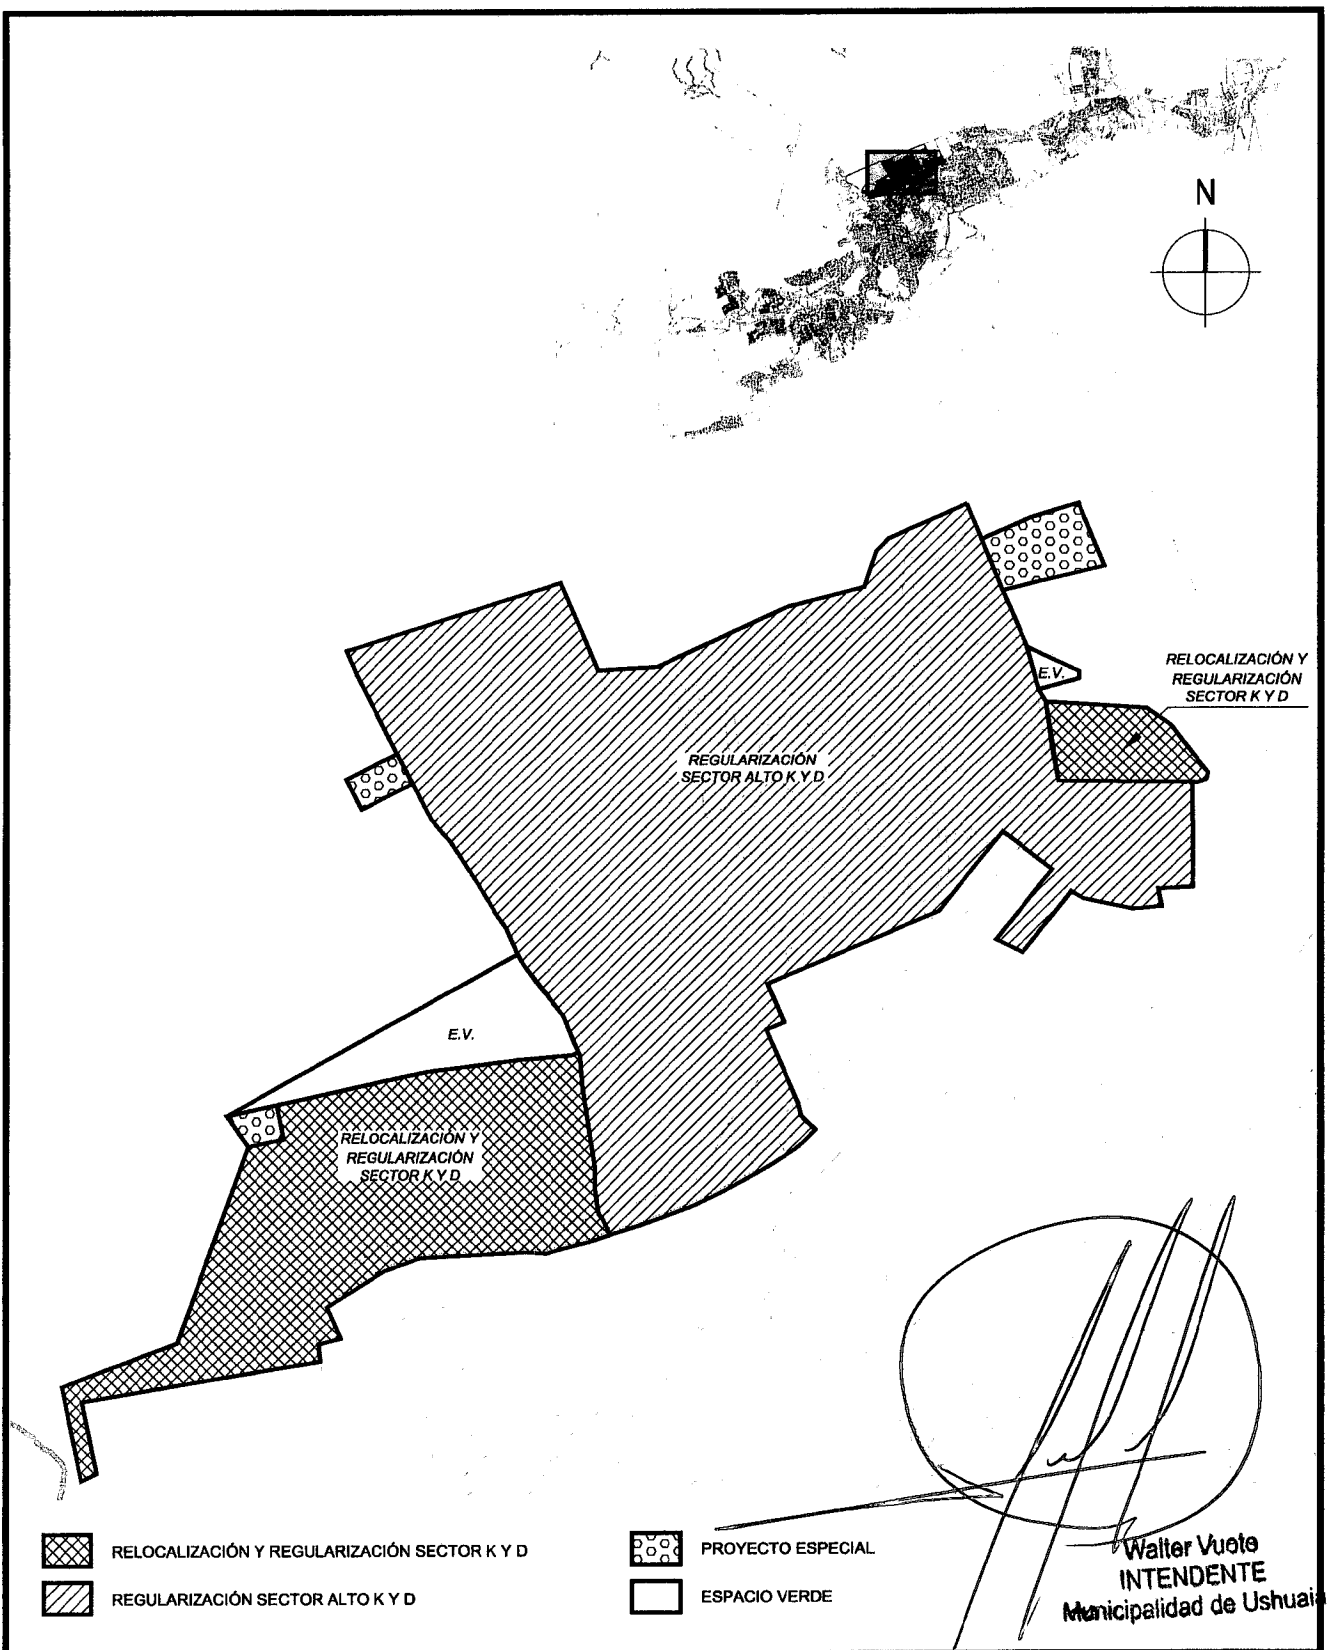 N
E.V.
RELOCALIZACIÓN Y
REGULARIZACIÓN
SECTOR K Y D
REGULARIZACIÓN
SECTOR ALTO K Y D
E.V.
RELOCALIZACIÓN Y
REGULARIZACIÓN
SECTOR K Y D
RELOCALIZACIÓN Y REGULARIZACIÓN SECTOR K Y D
REGULARIZACIÓN SECTOR ALTO K Y D
PROYECTO ESPECIAL
ESPACIO VERDE
Walter Vuoto
INTENDENTE
Municipalidad de Ushuaia